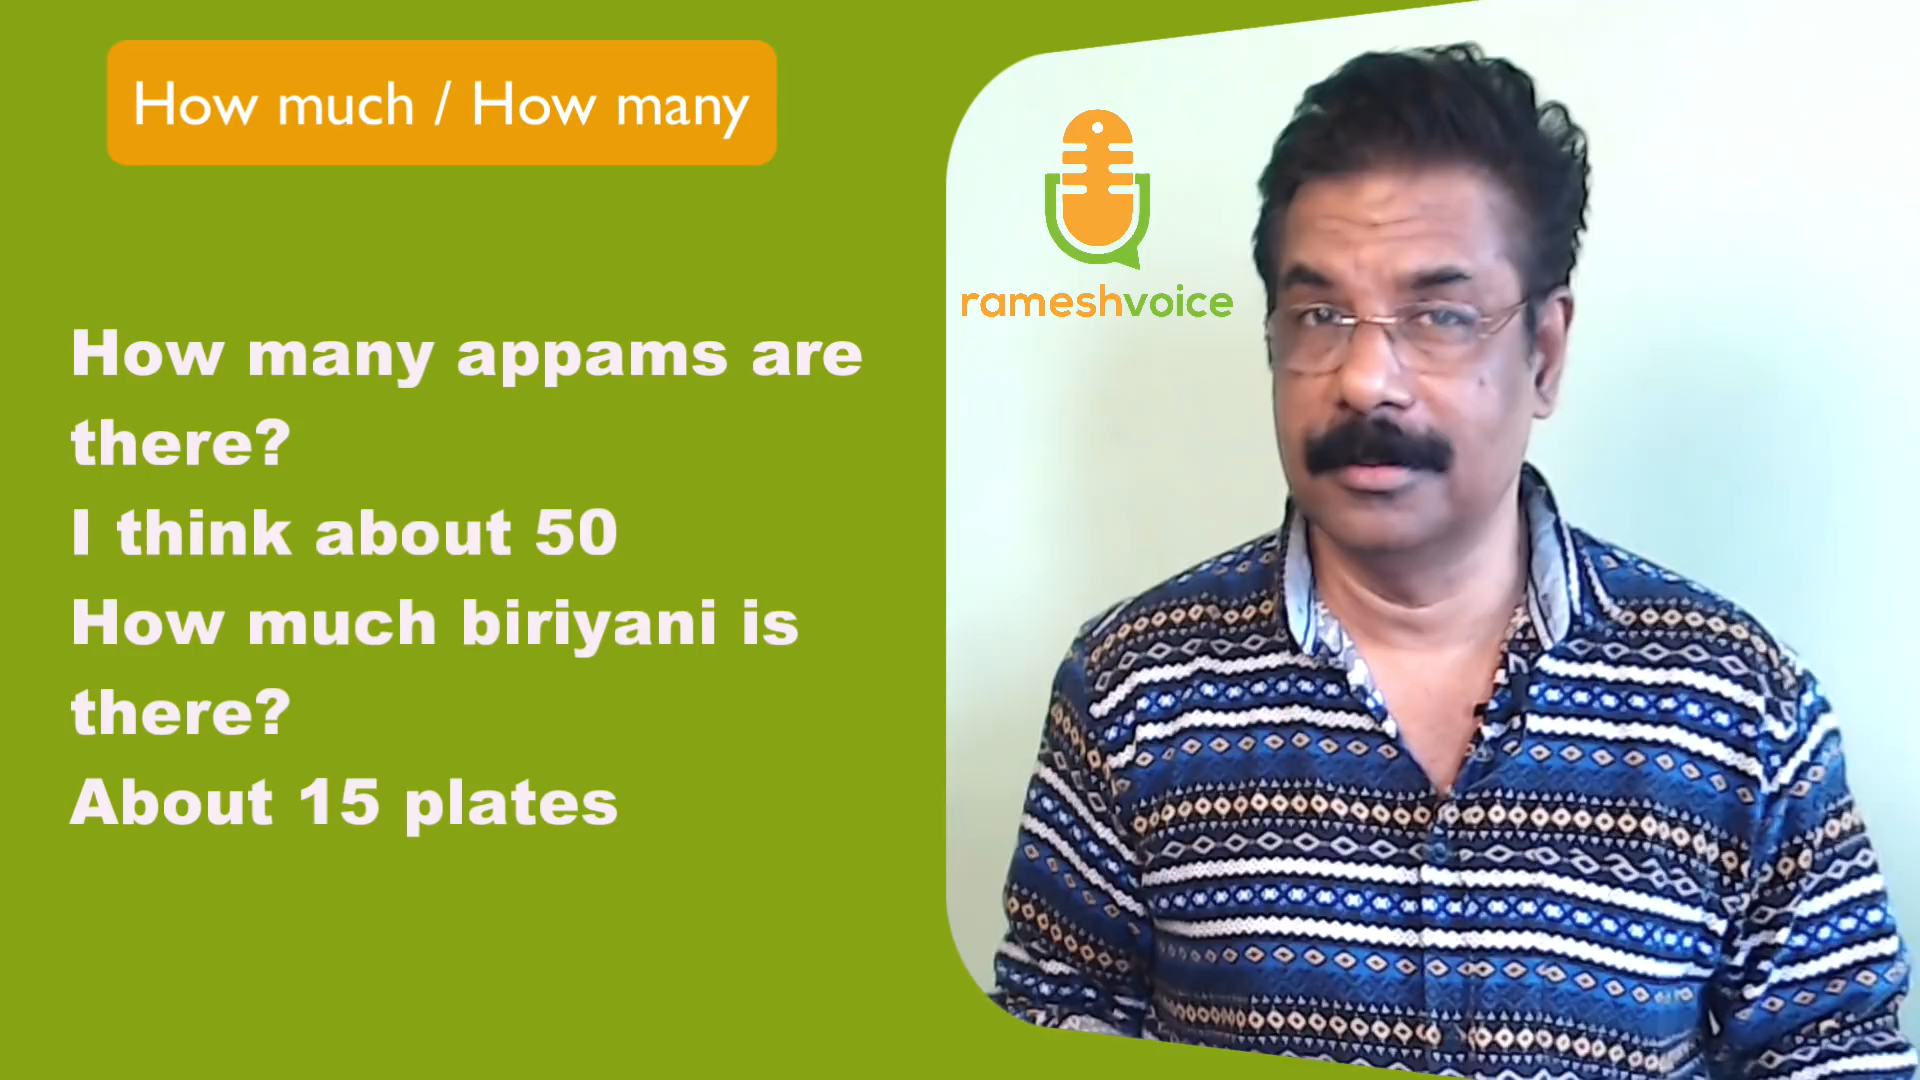 How much / How many
rameshvoice
How many appams are
there?
I think about 50
How much biriyani is
there?
About 15 plates